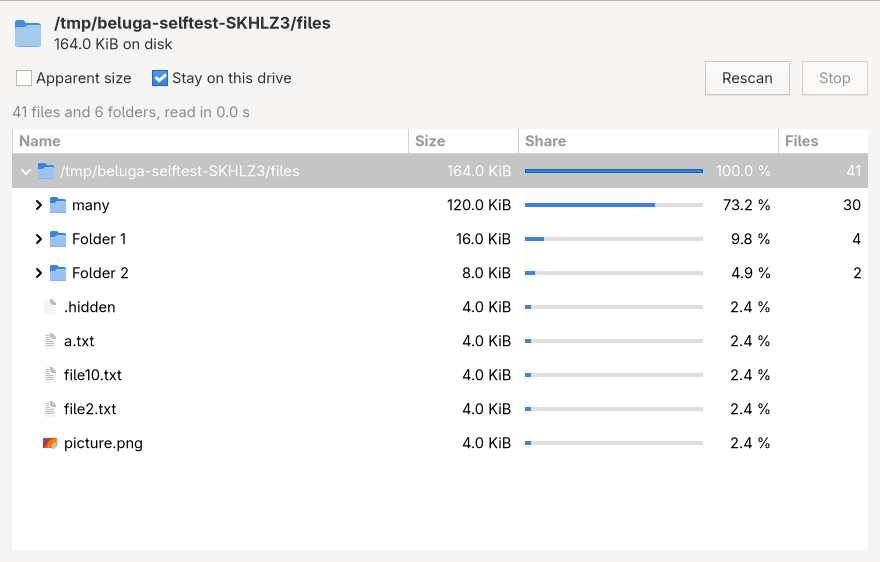 /tmp/beluga-selftest-SKHLZ3/files
164.0 KiB on disk
Apparent size Stay on this drive Rescan Stop
41 files and 6 folders, read in 0.0 s
Name Size Share Files
/tmp/beluga-selftest-SKHLZ3/files 164.0 KiB 100.0 % 41
many 120.0 KiB 73.2 % 30
Folder 1 16.0 KiB 9.8 % 4
Folder 2 8.0 KiB 4.9 % 2
.hidden 4.0 KiB 2.4 %
a.txt 4.0 KiB 2.4 %
file10.txt 4.0 KiB 2.4 %
file2.txt 4.0 KiB 2.4 %
picture.png 4.0 KiB 2.4 %